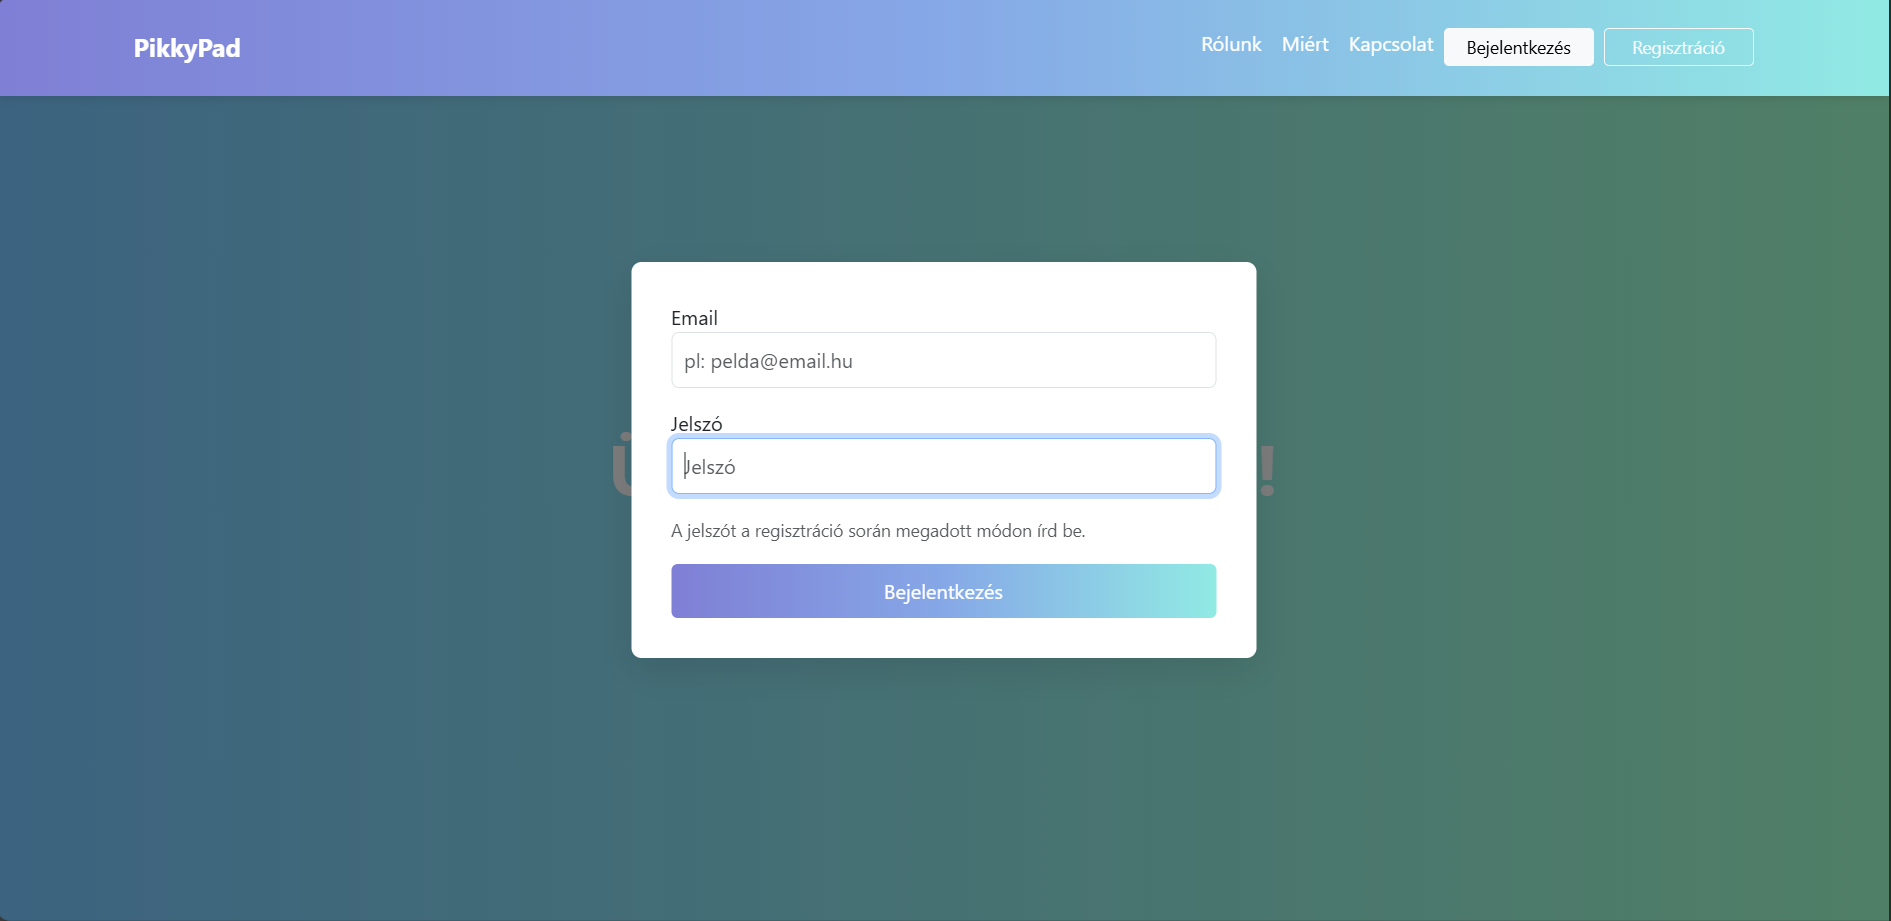 PikkyPad
Rólunk Miért Kapcsolat Bejelentkezés Regisztráció
Email
pl: pelda@email.hu
Jelszó
Jelszó
A jelszót a regisztráció során megadott módon írd be.
Bejelentkezés